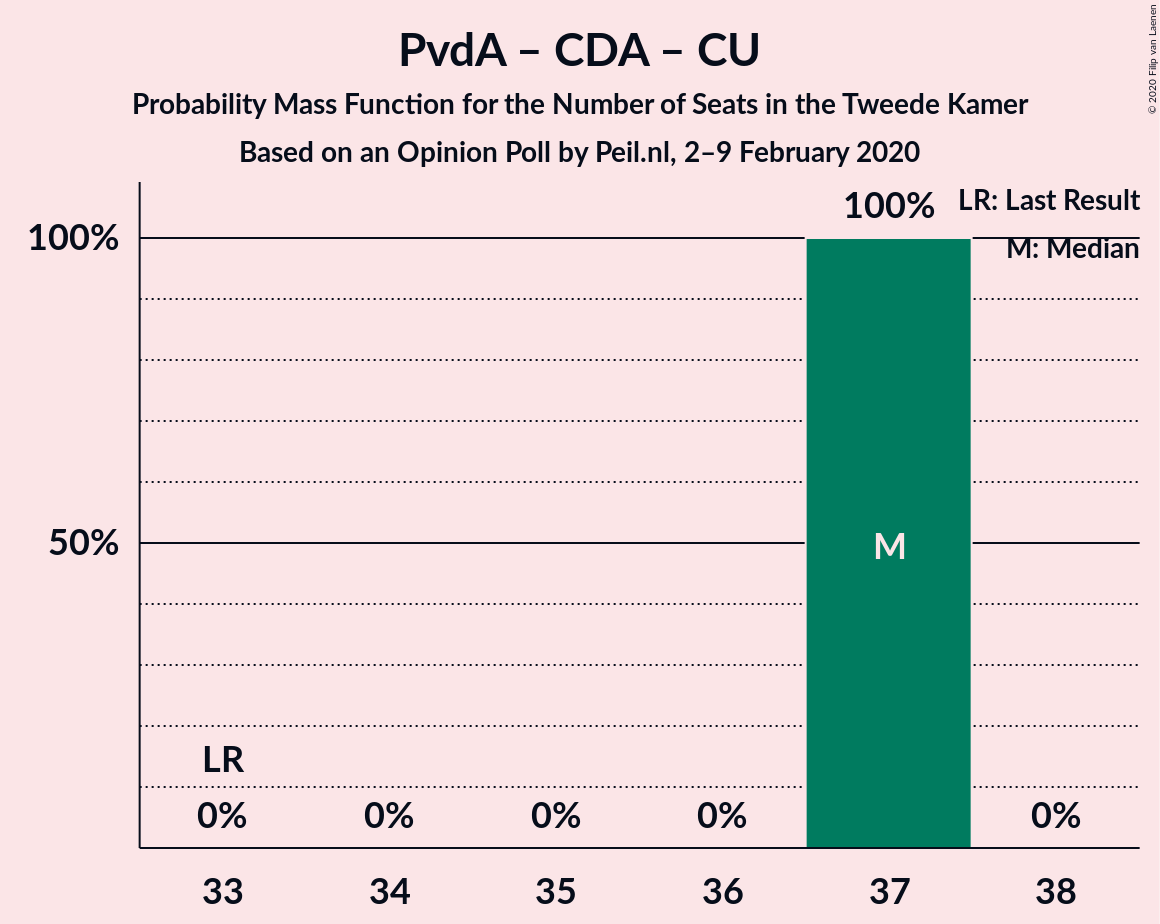 PvdA – CDA – CU
Probability Mass Function for the Number of Seats in the Tweede Kamer
Based on an Opinion Poll by Peil.nl, 2–9 February 2020
© 2020 Filip van Laenen
LR: Last Result
M: Median
100%
100%
50%
M
LR
0%
0%
0%
0%
0%
33
34
35
36
37
38